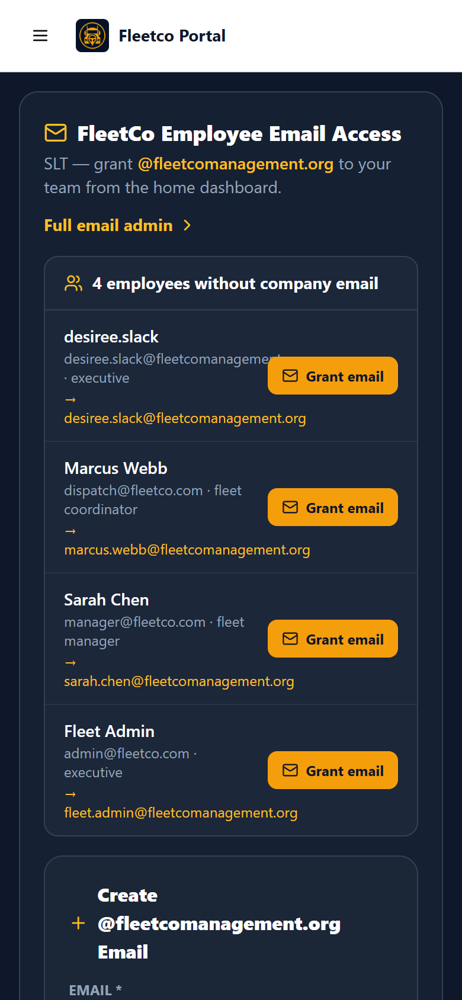 Fleetco Portal
FleetCo Employee Email Access
SLT — grant @fleetcomanagement.org to your
team from the home dashboard.
Full email admin
4 employees without company email
desiree.slack
desiree.slack@fleetcomanagement
· executive
Grant email
→
desiree.slack@fleetcomanagement.org
Marcus Webb
dispatch@fleetco.com · fleet
coordinator
Grant email
→
marcus.webb@fleetcomanagement.org
Sarah Chen
manager@fleetco.com · fleet
manager
Grant email
→
sarah.chen@fleetcomanagement.org
Fleet Admin
admin@fleetco.com ·
executive
Grant email
→
fleet.admin@fleetcomanagement.org
Create
@fleetcomanagement.org
Email
EMAIL *